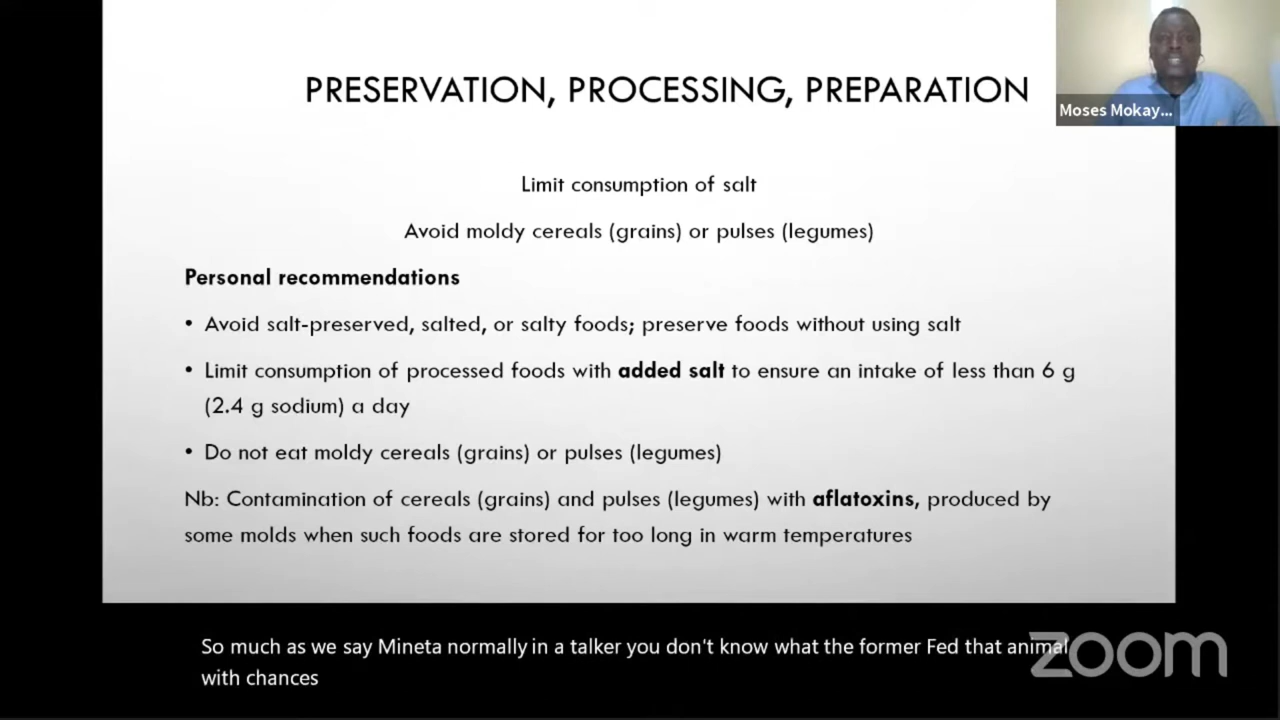 PRESERVATION, PROCESSING, PREPARATION
Moses Mokay...
Limit consumption of salt
Avoid moldy cereals (grains) or pulses (legumes)
Personal recommendations
• Avoid salt-preserved, salted, or salty foods; preserve foods without using salt
• Limit consumption of processed foods with added salt to ensure an intake of less than 6 g
(2.4 g sodium) a day
• Do not eat moldy cereals (grains) or pulses (legumes)
Nb: Contamination of cereals (grains) and pulses (legumes) with aflatoxins, produced by
some molds when such foods are stored for too long in warm temperatures
So much as we say Mineta normally in a talker you don't know what the former Fed that animal
with chances
zoom